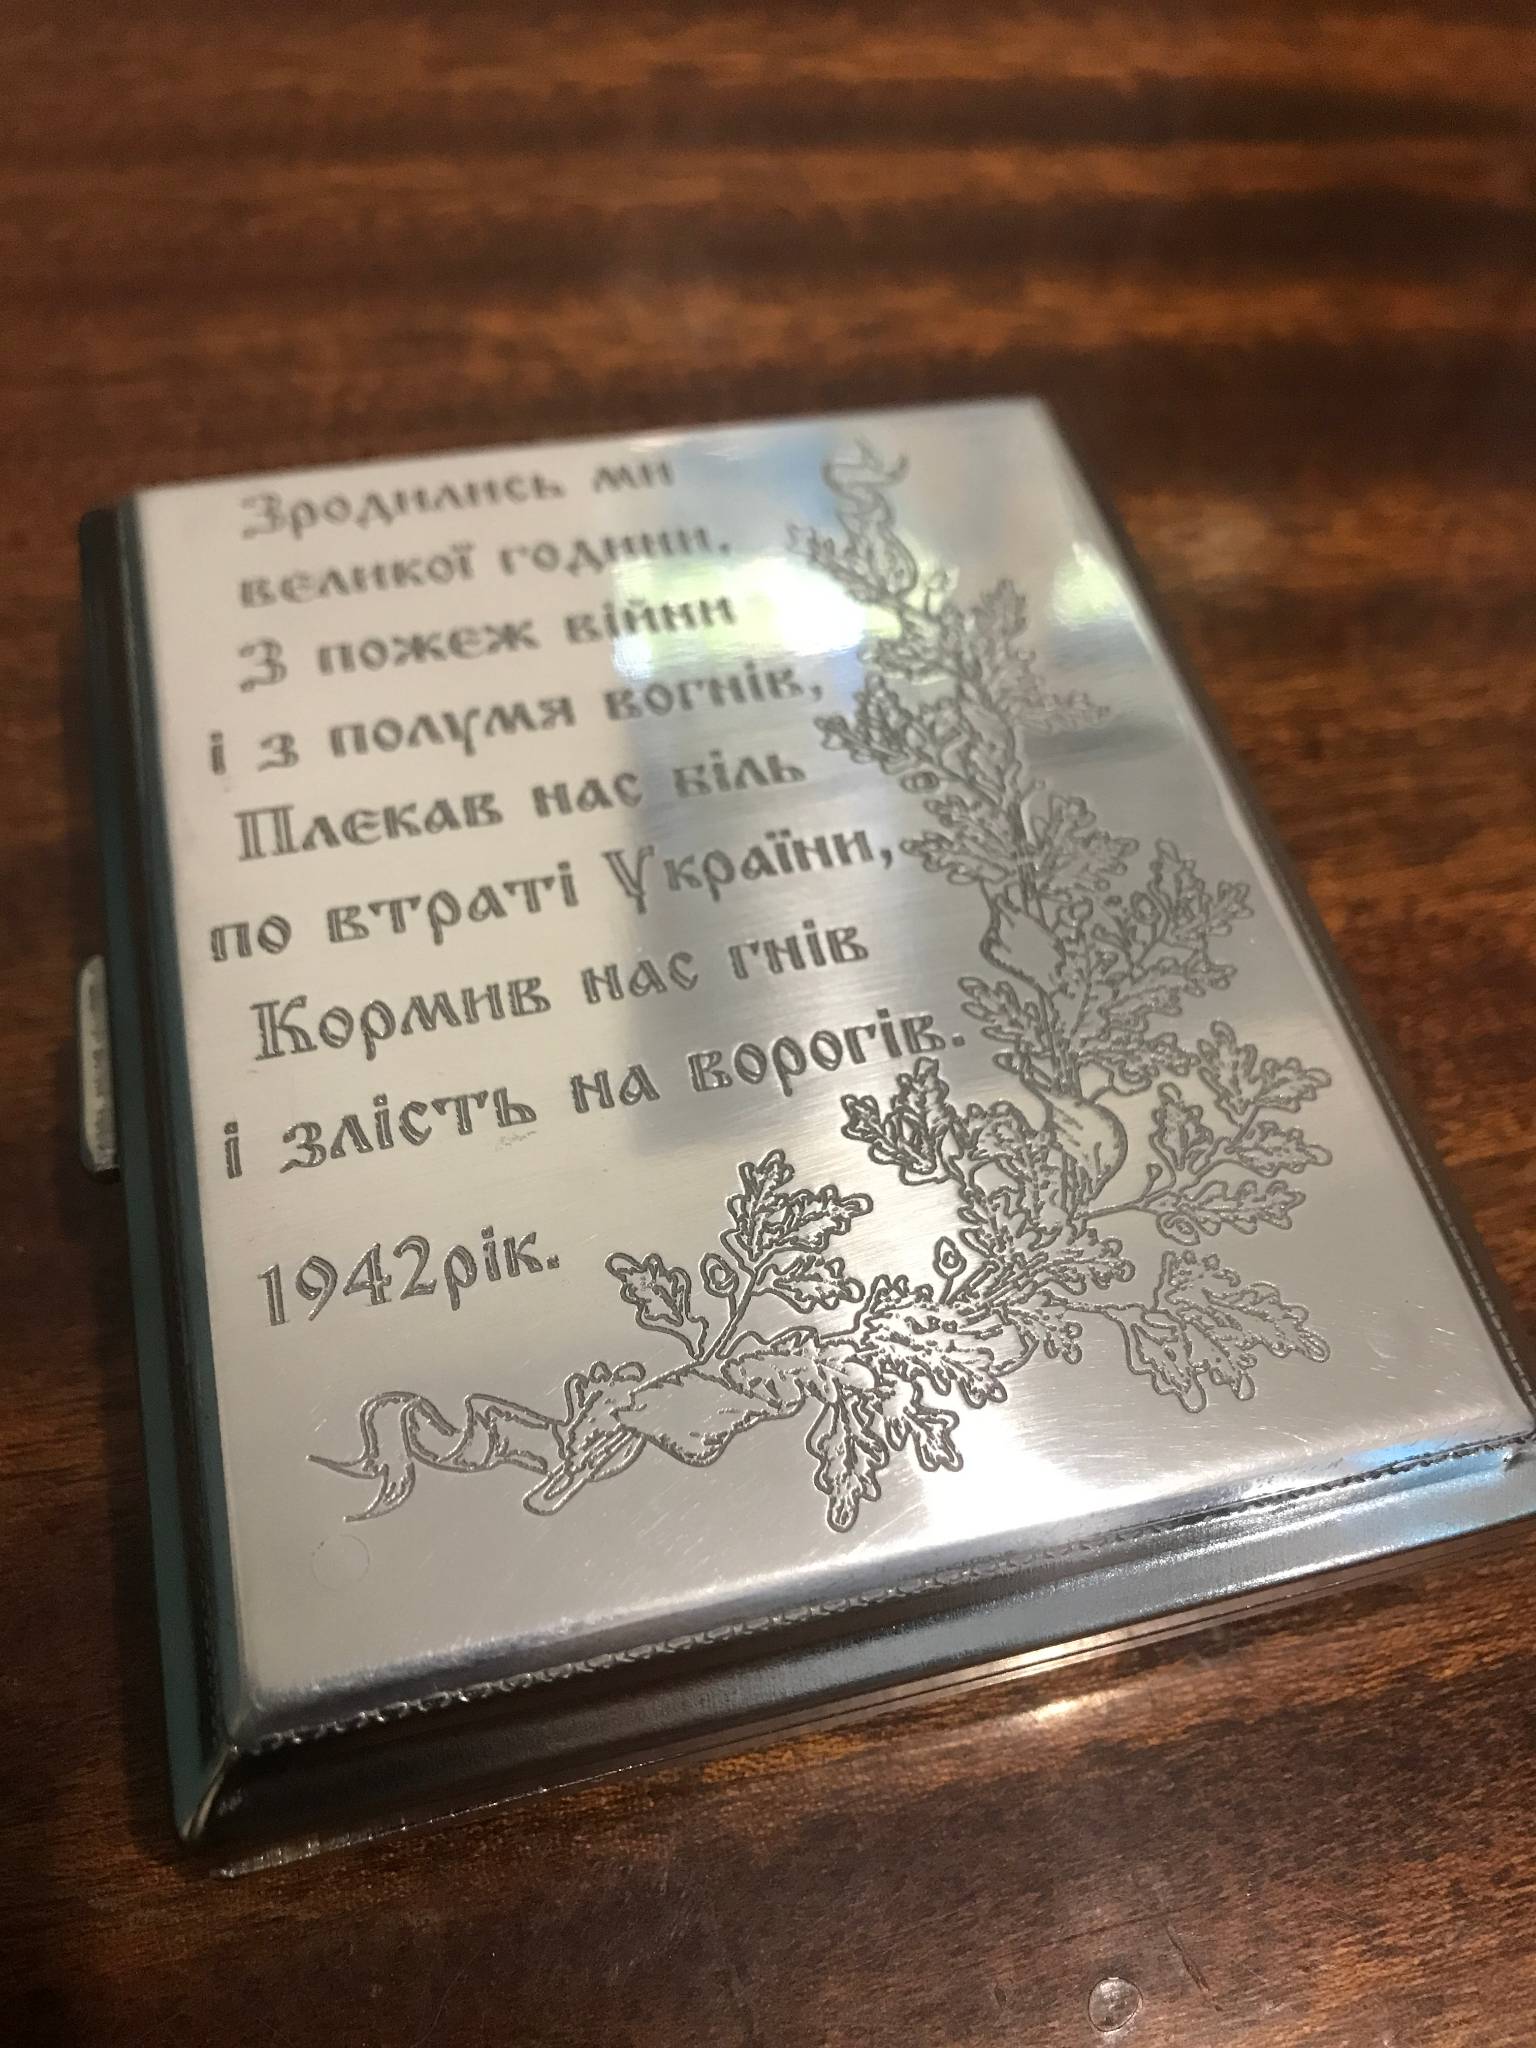 Зродились ми
великої години,
З пожеж війни
і з полумя вогнів,
Плекав нас біль
по втраті України,
Кормив нас гнів
і злість на ворогів.
1942рік.